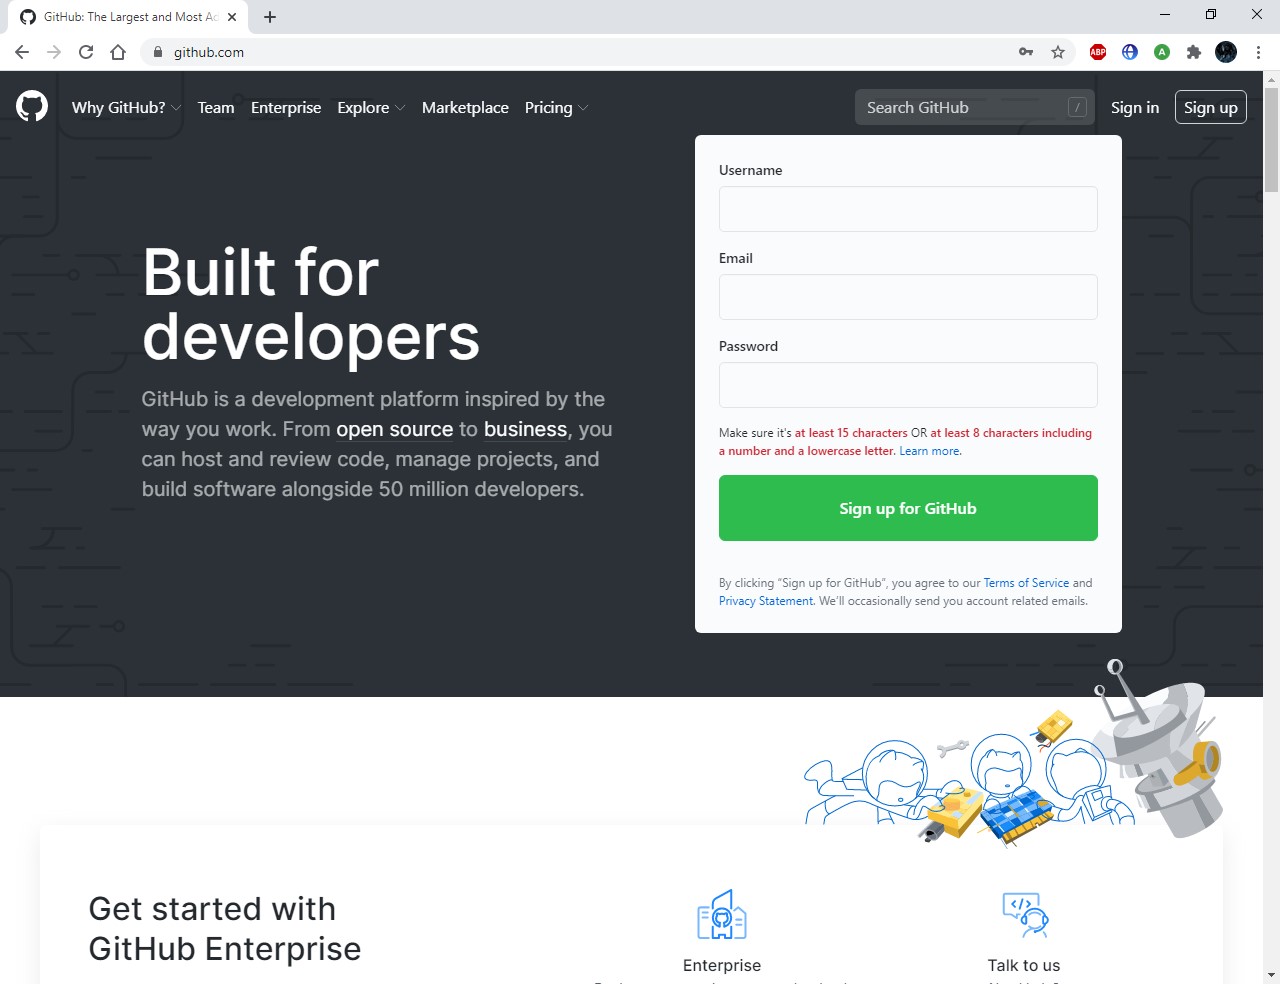 GitHub: The Largest and Most Ac
github.com
ABP
A
Why GitHub? Team Enterprise Explore Marketplace Pricing
Search GitHub /
Sign in Sign up
Built for
developers
GitHub is a development platform inspired by the
way you work. From open source to business, you
can host and review code, manage projects, and
build software alongside 50 million developers.
Username
Email
Password
Make sure it's at least 15 characters OR at least 8 characters including
a number and a lowercase letter. Learn more.
Sign up for GitHub
By clicking “Sign up for GitHub”, you agree to our Terms of Service and
Privacy Statement. We’ll occasionally send you account related emails.
Get started with
GitHub Enterprise
Enterprise
Talk to us